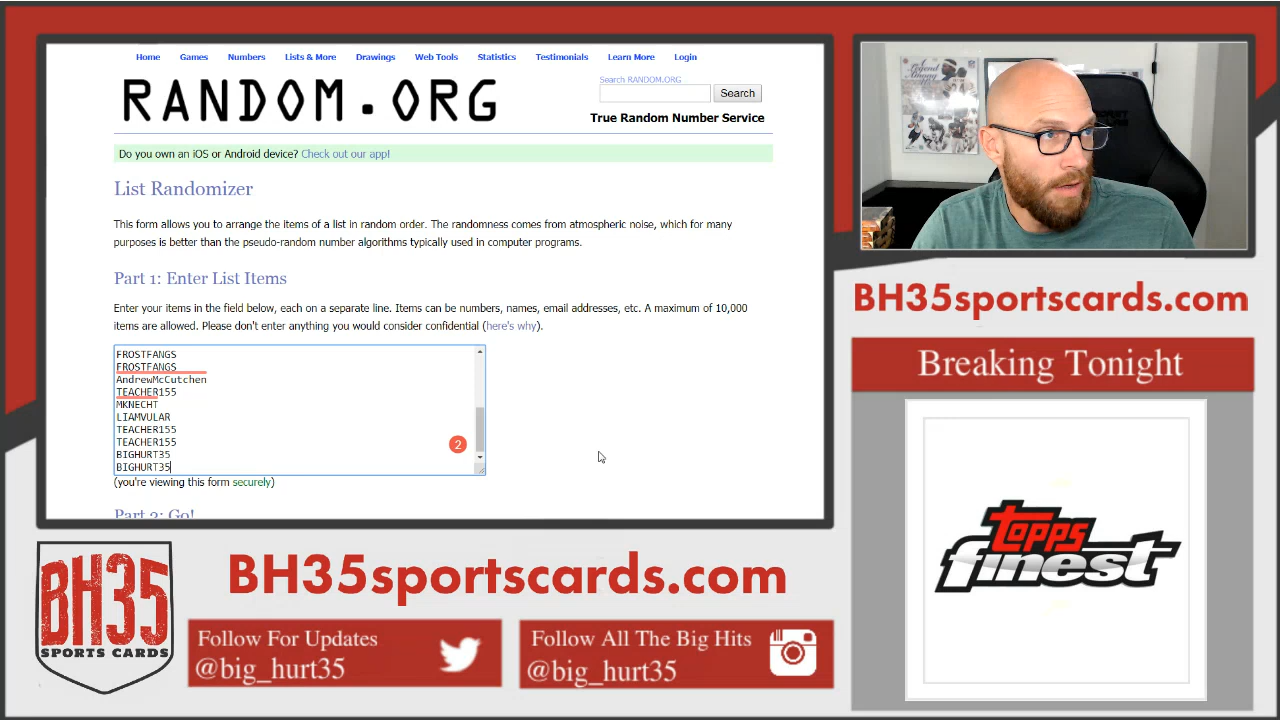 Home Games Numbers Lists & More Drawings Web Tools Statistics Testimonials Learn More Login
RANDOM.ORG
Search RANDOM.ORG
Search
True Random Number Service
Do you own an iOS or Android device? Check out our app!
List Randomizer
This form allows you to arrange the items of a list in random order. The randomness comes from atmospheric noise, which for many
purposes is better than the pseudo-random number algorithms typically used in computer programs.
Part 1: Enter List Items
Enter your items in the field below, each on a separate line. Items can be numbers, names, email addresses, etc. A maximum of 10,000
items are allowed. Please don't enter anything you would consider confidential (here's why).
FROSTFANGS
FROSTFANGS
AndrewMcCutchen
TEACHER155
MKNECHT
LIAMVULAR
TEACHER155
TEACHER155
BIGHURT35
BIGHURT35
2
(you're viewing this form securely)
Part 2: Go!
BH35sportscards.com
Breaking Tonight
topps
finest
BH35
SPORTS CARDS
BH35sportscards.com
Follow For Updates
@big_hurt35
Follow All The Big Hits
@big_hurt35